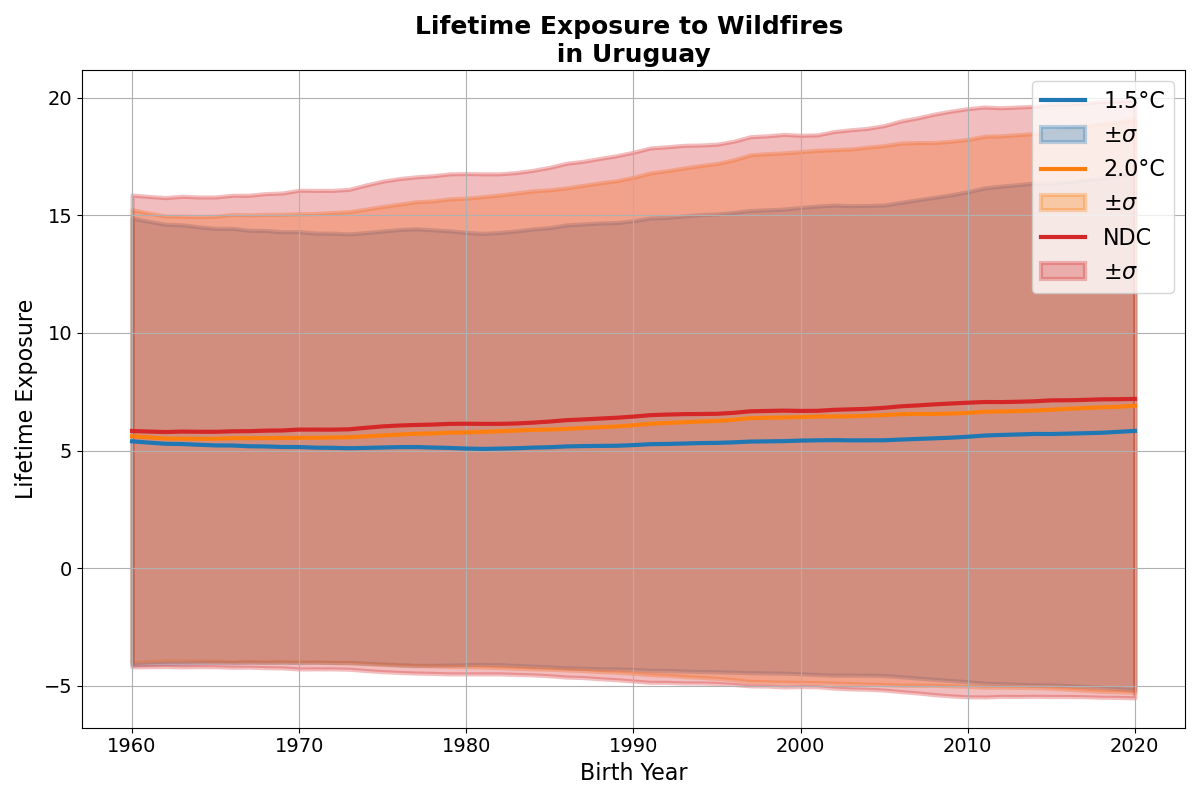 Lifetime Exposure to Wildfires
in Uruguay
Lifetime Exposure
20
15
10
5
0
−5
1960
1970
1980
1990
2000
2010
2020
Birth Year
1.5°C
±σ
2.0°C
±σ
NDC
±σ